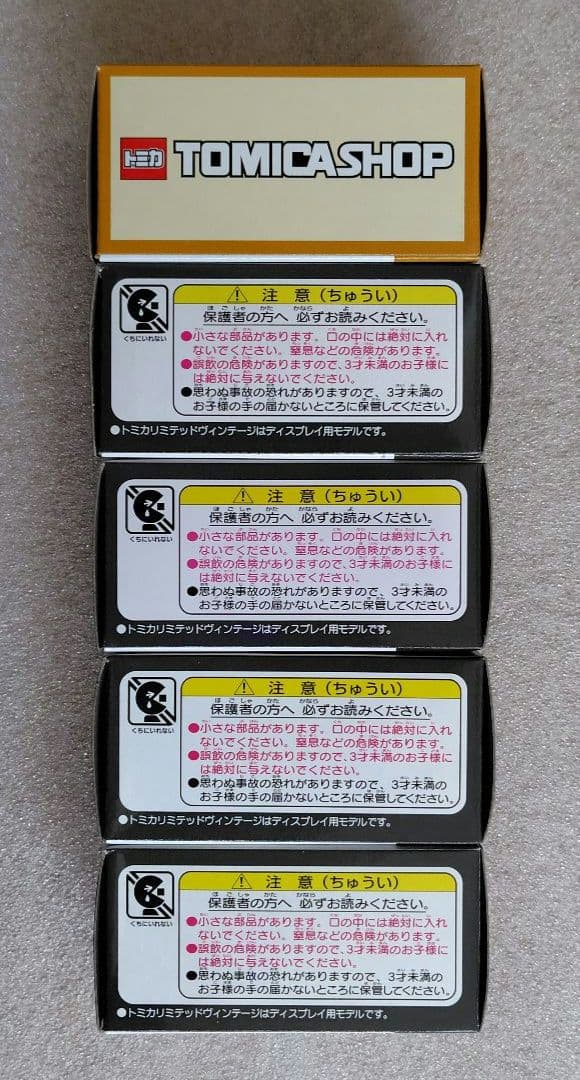 トミカ TOMICASHOP
くちにいれない
注 意(ちゅうい)
保護者の方へ 必ずお読みください。
●小さな部品があります。口の中には絶対に入れ
ないでください。窒息などの危険があります。
●誤飲の危険がありますので、3才未満のお子様に
は絶対に与えないでください。
●思わぬ事故の恐れがありますので、3才未満の
お子様の手の届かないところに保管してください。
●トミカリミテッドヴィンテージはディスプレイ用モデルです。
くちにいれない
注 意(ちゅうい)
保護者の方へ 必ずお読みください。
●小さな部品があります。口の中には絶対に入れ
ないでください。窒息などの危険があります。
●誤飲の危険がありますので、3才未満のお子様に
は絶対に与えないでください。
●思わぬ事故の恐れがありますので、3才未満の
お子様の手の届かないところに保管してください。
●トミカリミテッドヴィンテージはディスプレイ用モデルです。
くちにいれない
注 意(ちゅうい)
保護者の方へ 必ずお読みください。
●小さな部品があります。口の中には絶対に入れ
ないでください。窒息などの危険があります。
●誤飲の危険がありますので、3才未満のお子様に
は絶対に与えないでください。
●思わぬ事故の恐れがありますので、3才未満の
お子様の手の届かないところに保管してください。
●トミカリミテッドヴィンテージはディスプレイ用モデルです。
くちにいれない
注 意(ちゅうい)
保護者の方へ 必ずお読みください。
●小さな部品があります。口の中には絶対に入れ
ないでください。窒息などの危険があります。
●誤飲の危険がありますので、3才未満のお子様に
は絶対に与えないでください。
●思わぬ事故の恐れがありますので、3才未満の
お子様の手の届かないところに保管してください。
●トミカリミテッドヴィンテージはディスプレイ用モデルです。